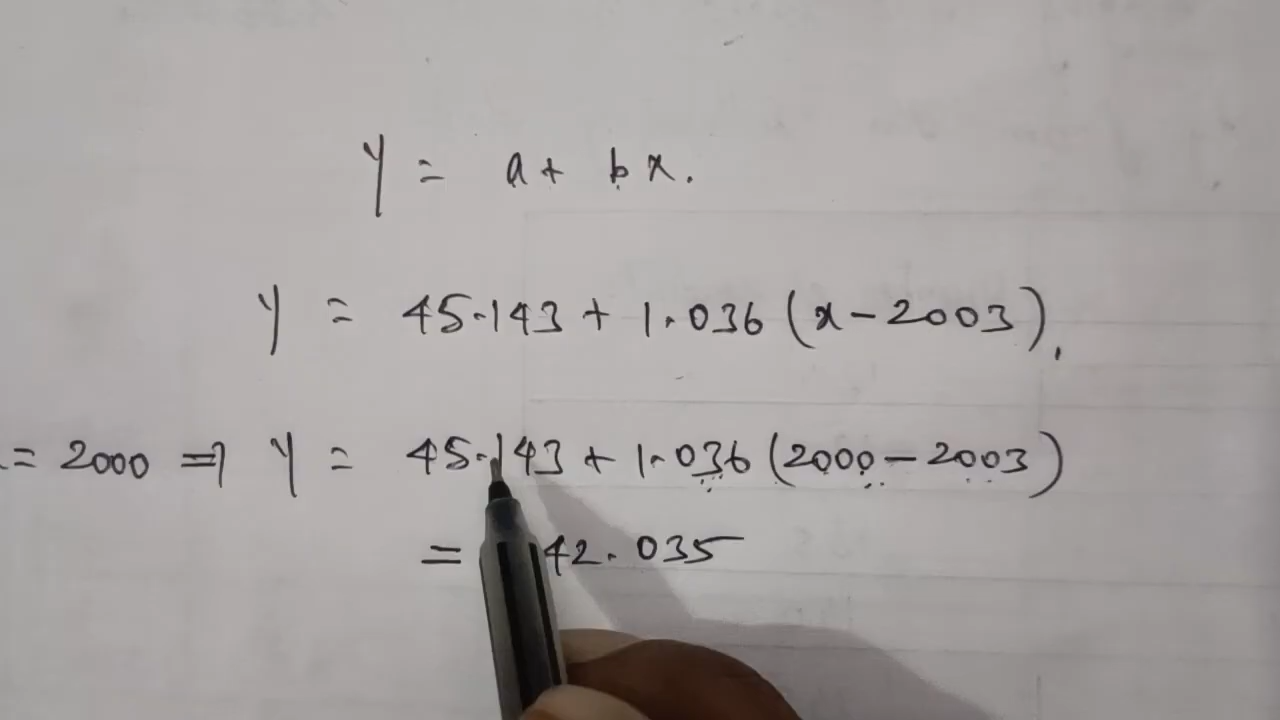 Y = a + bx.
Y = 45.143 + 1.036 (x - 2003).
= 2000 ⇒ Y = 45.143 + 1.036 (2000 - 2003)
= 42.035